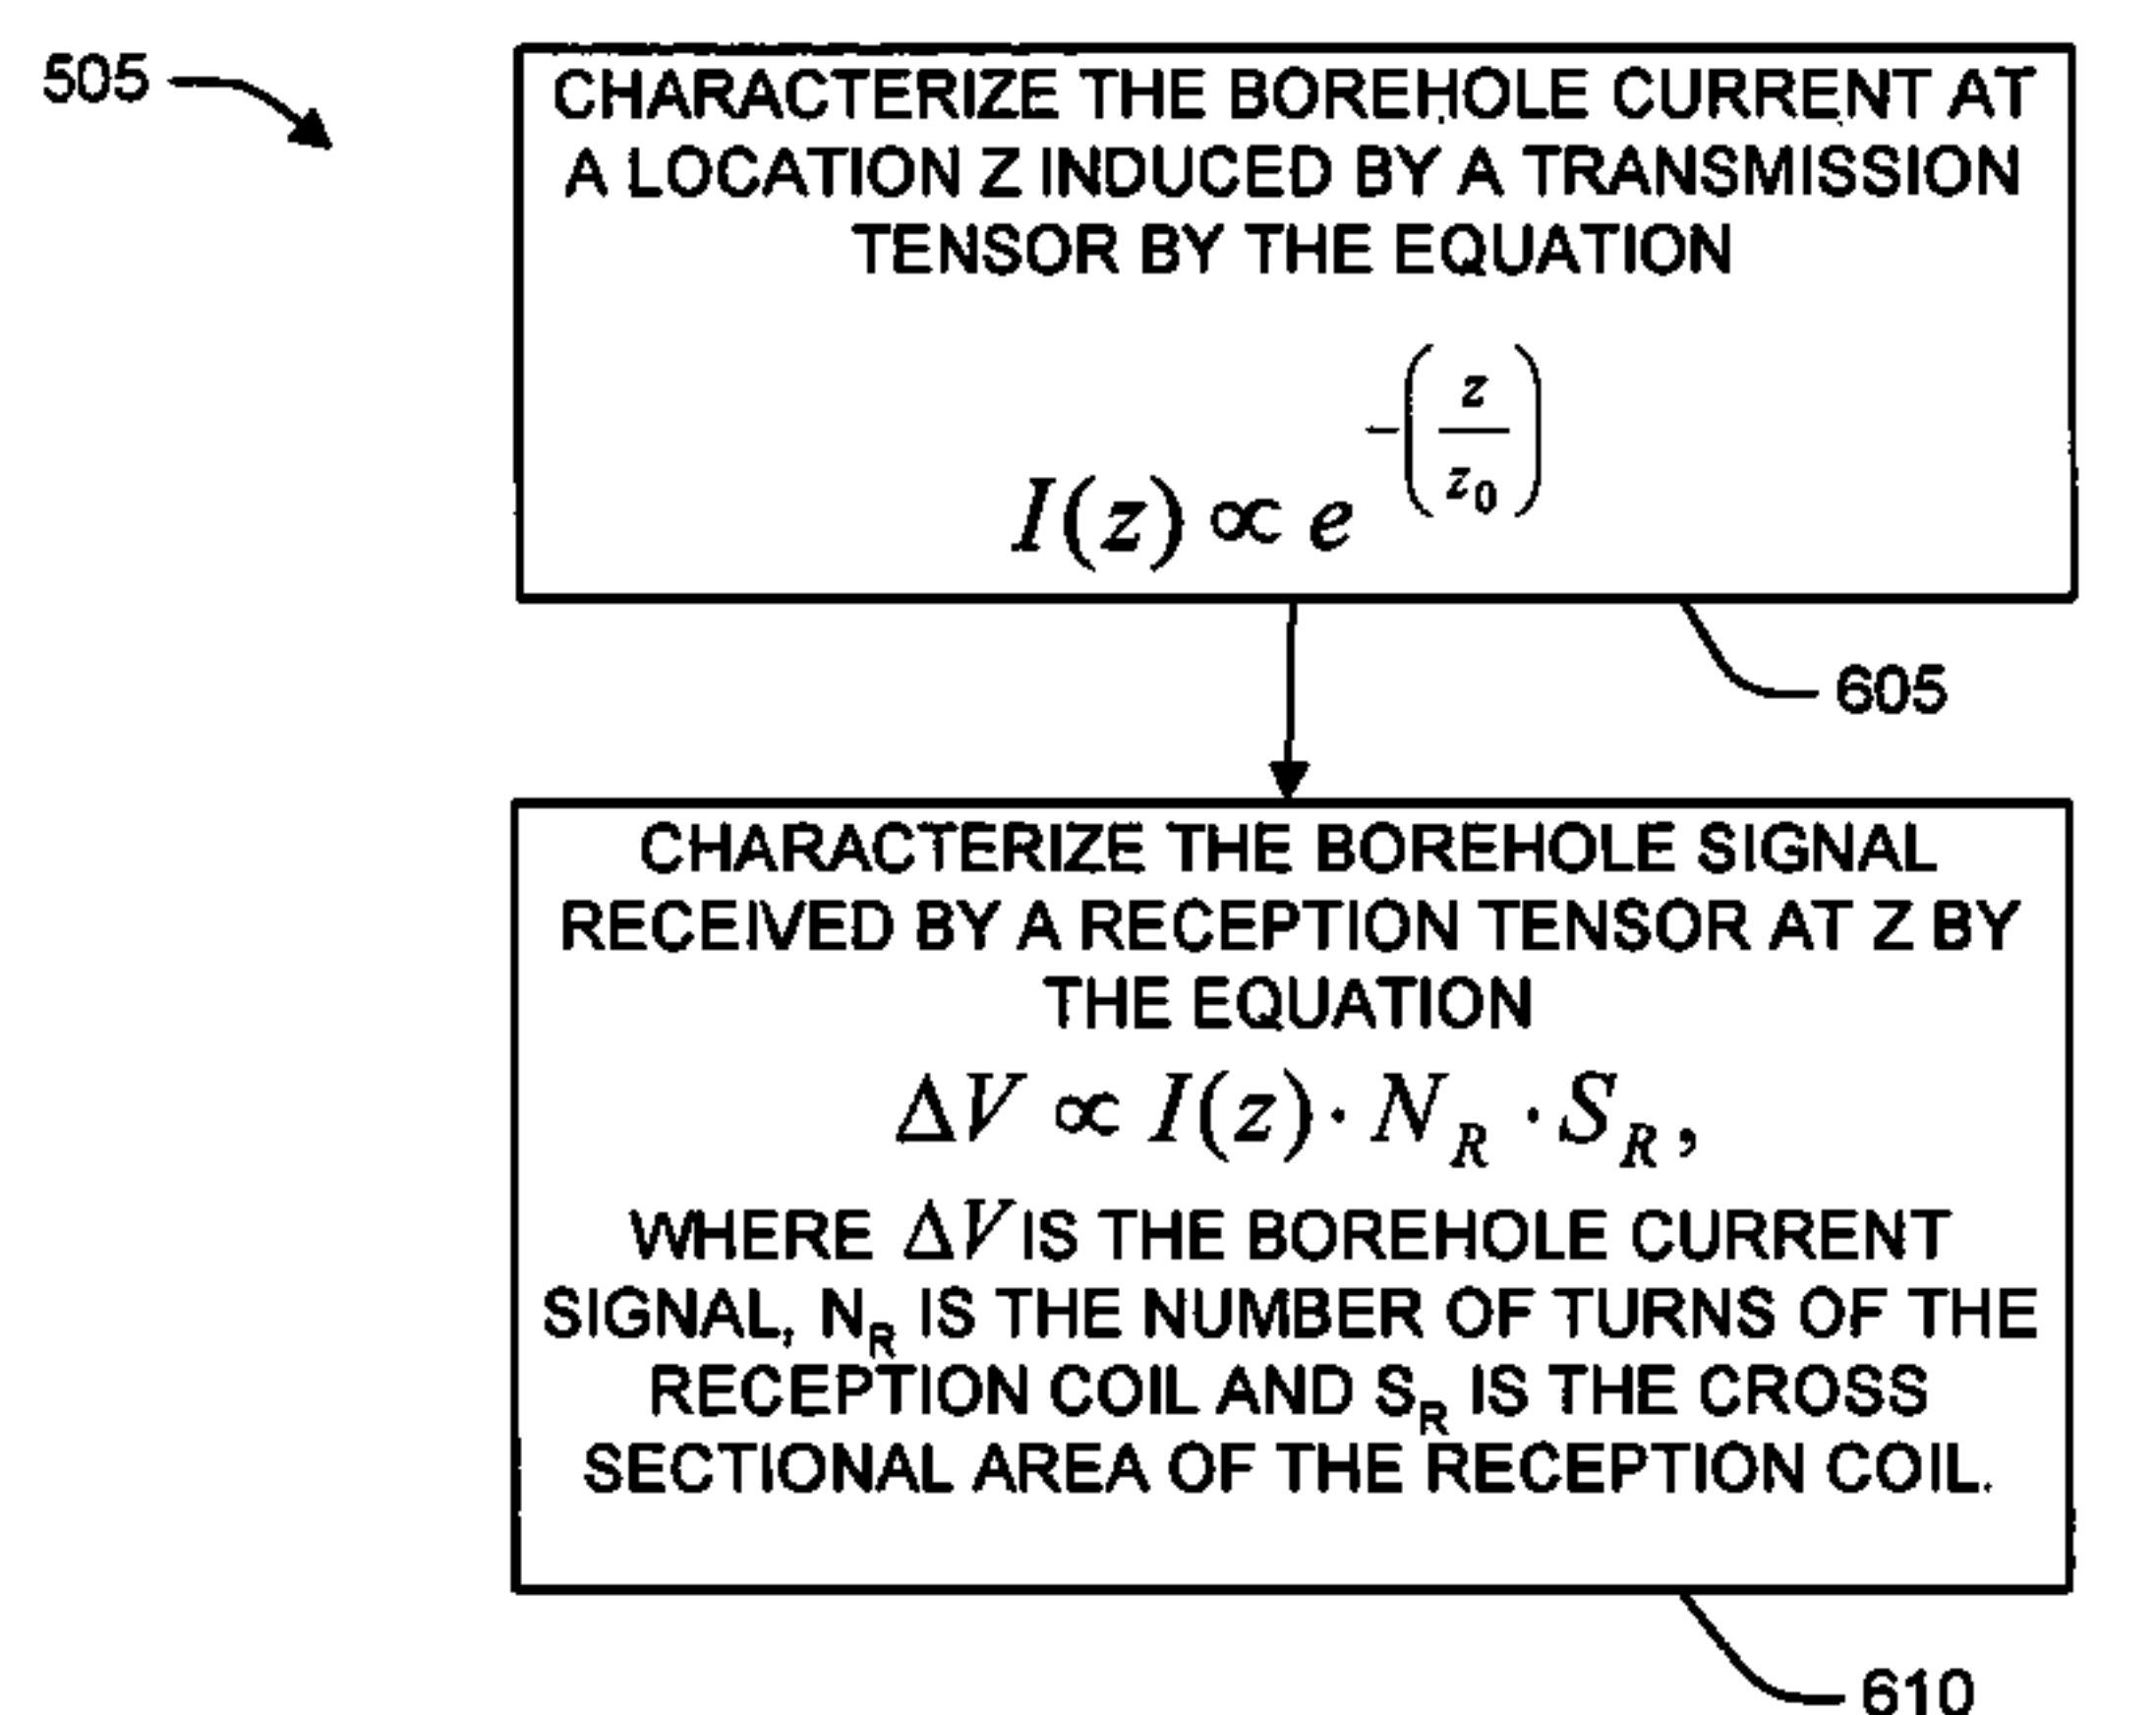 505
CHARACTERIZE THE BOREHOLE CURRENT AT
A LOCATION Z INDUCED BY A TRANSMISSION
TENSOR BY THE EQUATION
I(z) ∝ e^{-(z/z_0)}
605
CHARACTERIZE THE BOREHOLE SIGNAL
RECEIVED BY A RECEPTION TENSOR AT Z BY
THE EQUATION
ΔV ∝ I(z) · N_R · S_R,
WHERE ΔV IS THE BOREHOLE CURRENT
SIGNAL, N_R IS THE NUMBER OF TURNS OF THE
RECEPTION COIL AND S_R IS THE CROSS
SECTIONAL AREA OF THE RECEPTION COIL.
610